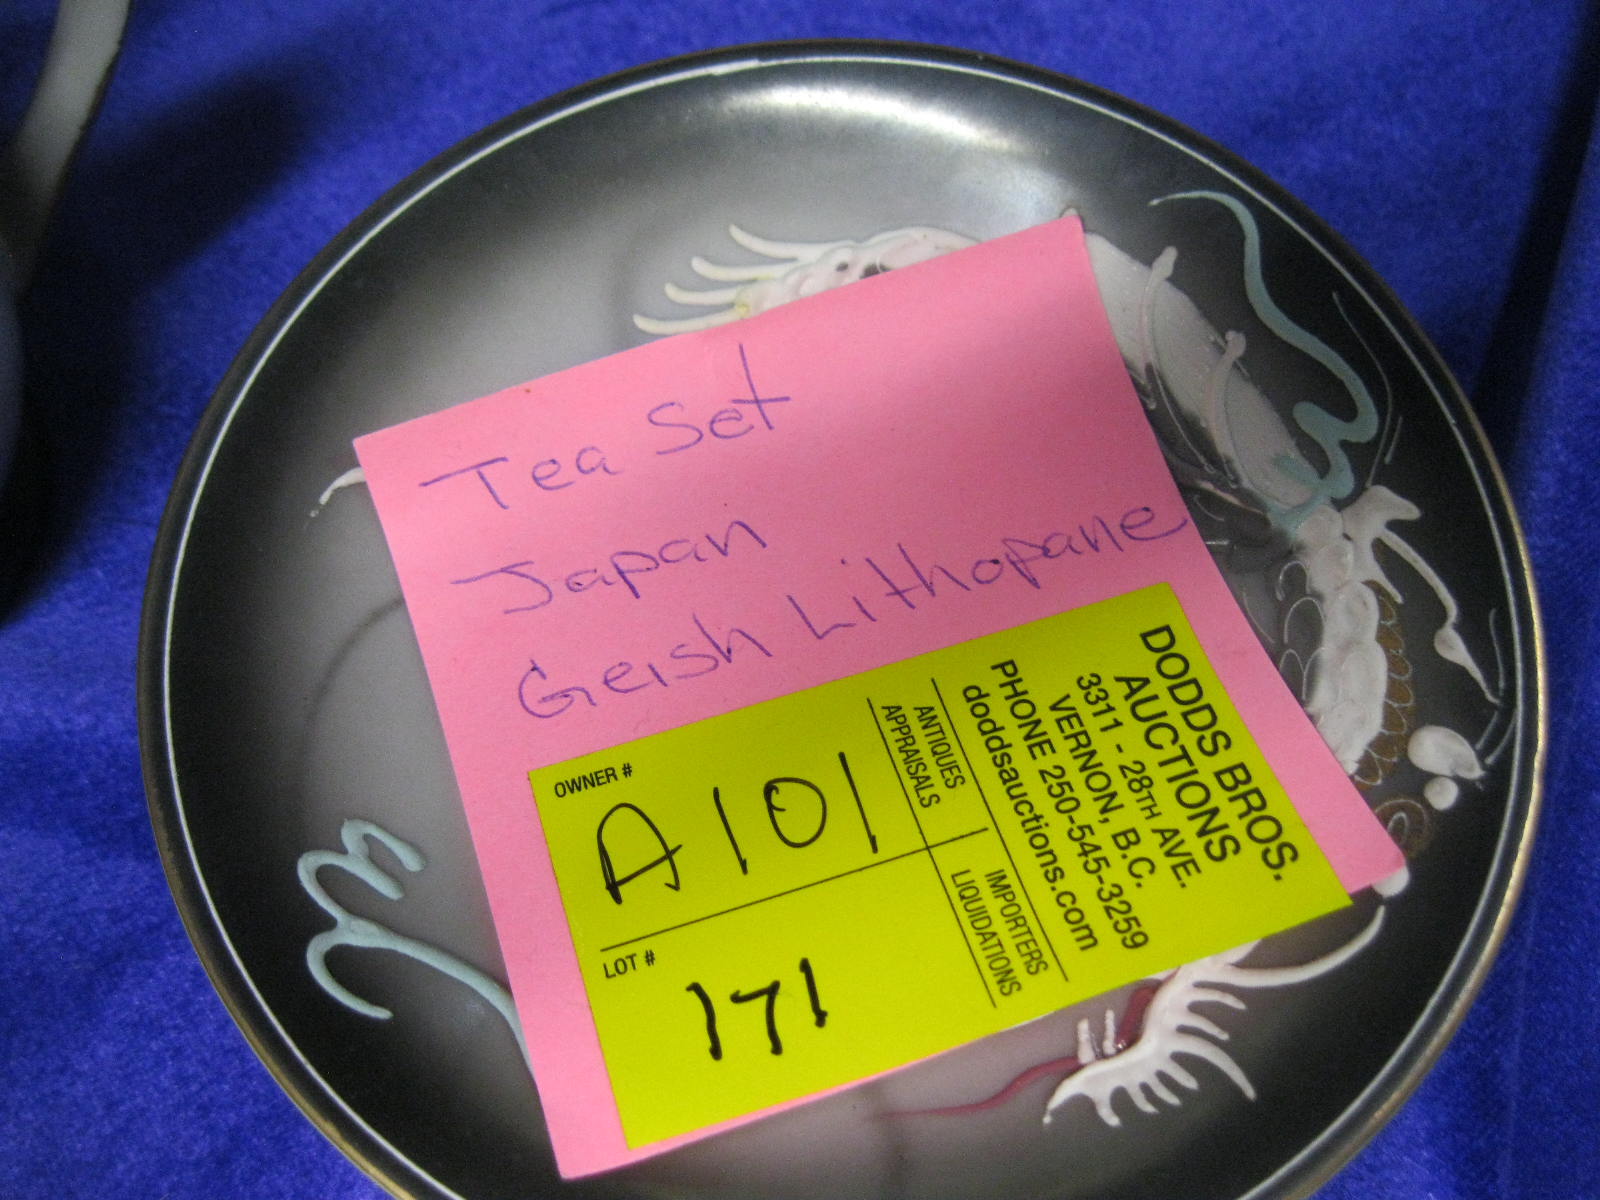 Tea Set
Japan
Geish Lithopane
OWNER #
A101
LOT #
171
DODDS BROS.
AUCTIONS
3311 - 28TH AVE.
VERNON, B.C.
PHONE 250-545-3259
doddsauctions.com
ANTIQUES
APPRAISALS
IMPORTERS
LIQUIDATIONS